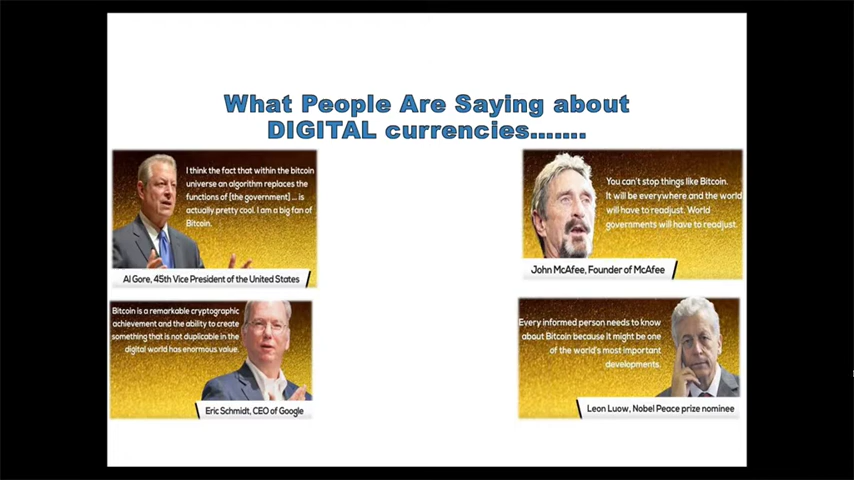 What People Are Saying about
DIGITAL currencies.......
I think the fact that within the bitcoin
universe an algorithm replaces the
functions of [the government] ... is
actually pretty cool. I am a big fan of
Bitcoin.
Al Gore, 45th Vice President of the United States
You can't stop things like Bitcoin.
It will be everywhere and the world
will have to readjust. World
governments will have to readjust.
John McAfee, Founder of McAfee
Bitcoin is a remarkable cryptographic
achievement and the ability to create
something that is not duplicable in the
digital world has enormous value.
Eric Schmidt, CEO of Google
Every informed person needs to know
about Bitcoin because it might be one
of the world's most important
developments.
Leon Luow, Nobel Peace prize nominee